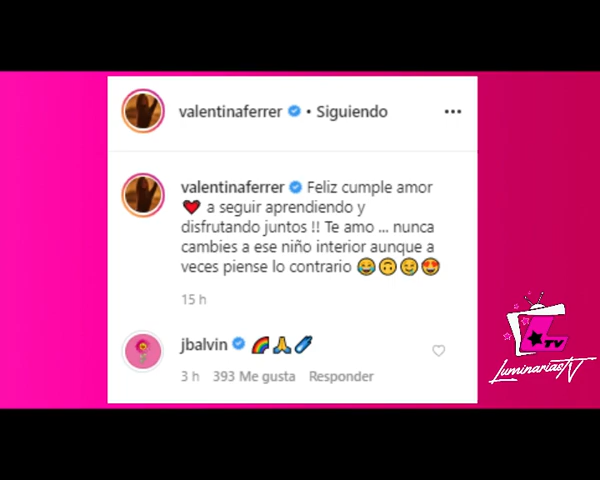 valentinaferrer • Siguiendo •••
valentinaferrer Feliz cumple amor
❤️ a seguir aprendiendo y
disfrutando juntos !! Te amo ... nunca
cambies a ese niño interior aunque a
veces piense lo contrario 😂🙃🤣😍
15 h
jbalvin 🌈🙏🧪
3 h 393 Me gusta Responder
L TV
LuminariasTV